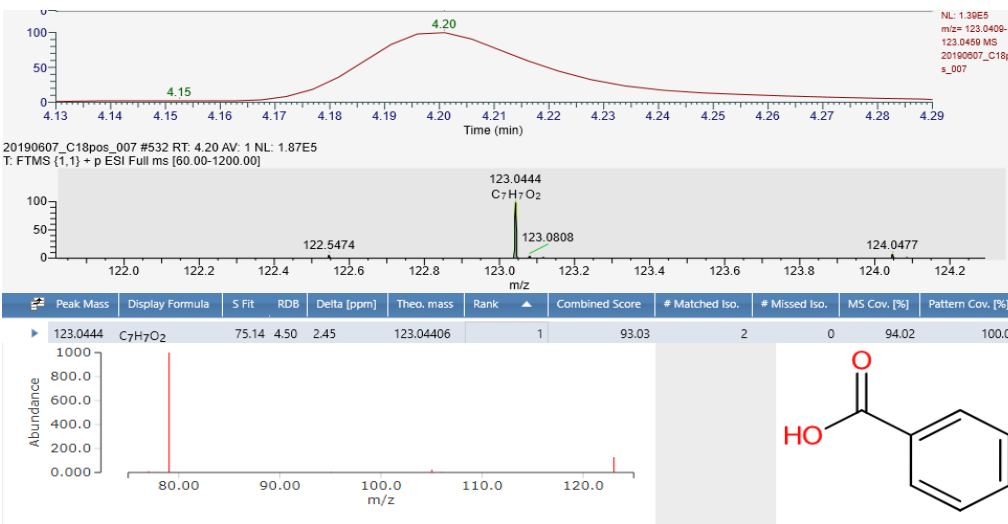 NL: 1.39E5
m/z= 123.0409-
123.0459 MS
20190607_C18p
s_007
0
100
50
0
4.15
4.20
4.13 4.14 4.15 4.16 4.17 4.18 4.19 4.20 4.21 4.22 4.23 4.24 4.25 4.26 4.27 4.28 4.29
Time (min)
20190607_C18pos_007 #532 RT: 4.20 AV: 1 NL: 1.87E5
T: FTMS {1,1} + p ESI Full ms [60.00-1200.00]
123.0444
C₇H₇O₂
100
50
0
122.5474
123.0808
124.0477
122.0 122.2 122.4 122.6 122.8 123.0 123.2 123.4 123.6 123.8 124.0 124.2
m/z
Peak Mass Display Formula S Fit RDB Delta [ppm] Theo. mass Rank Combined Score # Matched Iso. # Missed Iso. MS Cov. [%] Pattern Cov. [%]
123.0444 C₇H₇O₂ 75.14 4.50 2.45 123.04406 1 93.03 2 0 94.02 100.0
1000
800.0
600.0
400.0
200.0
0.000
Abundance
80.00 90.00 100.0 110.0 120.0
m/z
O
HO